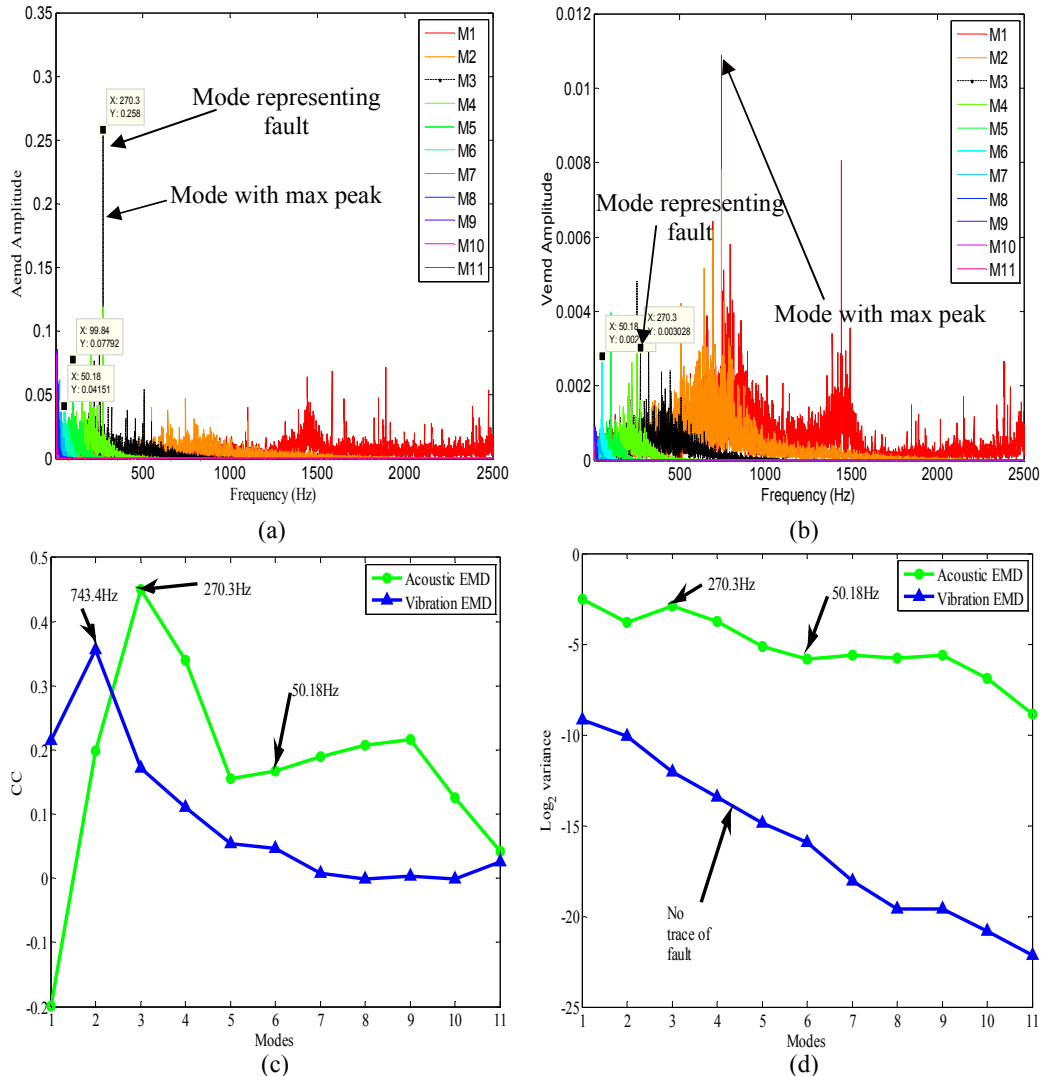 0.35
0.3
0.25
0.2
0.15
0.1
0.05
0
Aemd Amplitude
X: 270.3
Y: 0.258
Mode representing
fault
Mode with max peak
X: 99.84
Y: 0.07792
X: 50.18
Y: 0.04151
M1
M2
M3
M4
M5
M6
M7
M8
M9
M10
M11
500
1000
1500
2000
2500
Frequency (Hz)
(a)
0.012
0.01
0.008
0.006
0.004
0.002
0
Vemd Amplitude
Mode representing
fault
Mode with max peak
X: 50.18
Y: 0.002
X: 270.3
Y: 0.003028
M1
M2
M3
M4
M5
M6
M7
M8
M9
M10
M11
500
1000
1500
2000
2500
Frequency (Hz)
(b)
0.5
0.4
0.3
0.2
0.1
0
-0.1
-0.2
CC
743.4Hz
270.3Hz
50.18Hz
Acoustic EMD
Vibration EMD
1 2 3 4 5 6 7 8 9 10 11
Modes
(c)
0
-5
-10
-15
-20
-25
Log2 variance
270.3Hz
50.18Hz
Acoustic EMD
Vibration EMD
No
trace of
fault
1 2 3 4 5 6 7 8 9 10 11
Modes
(d)